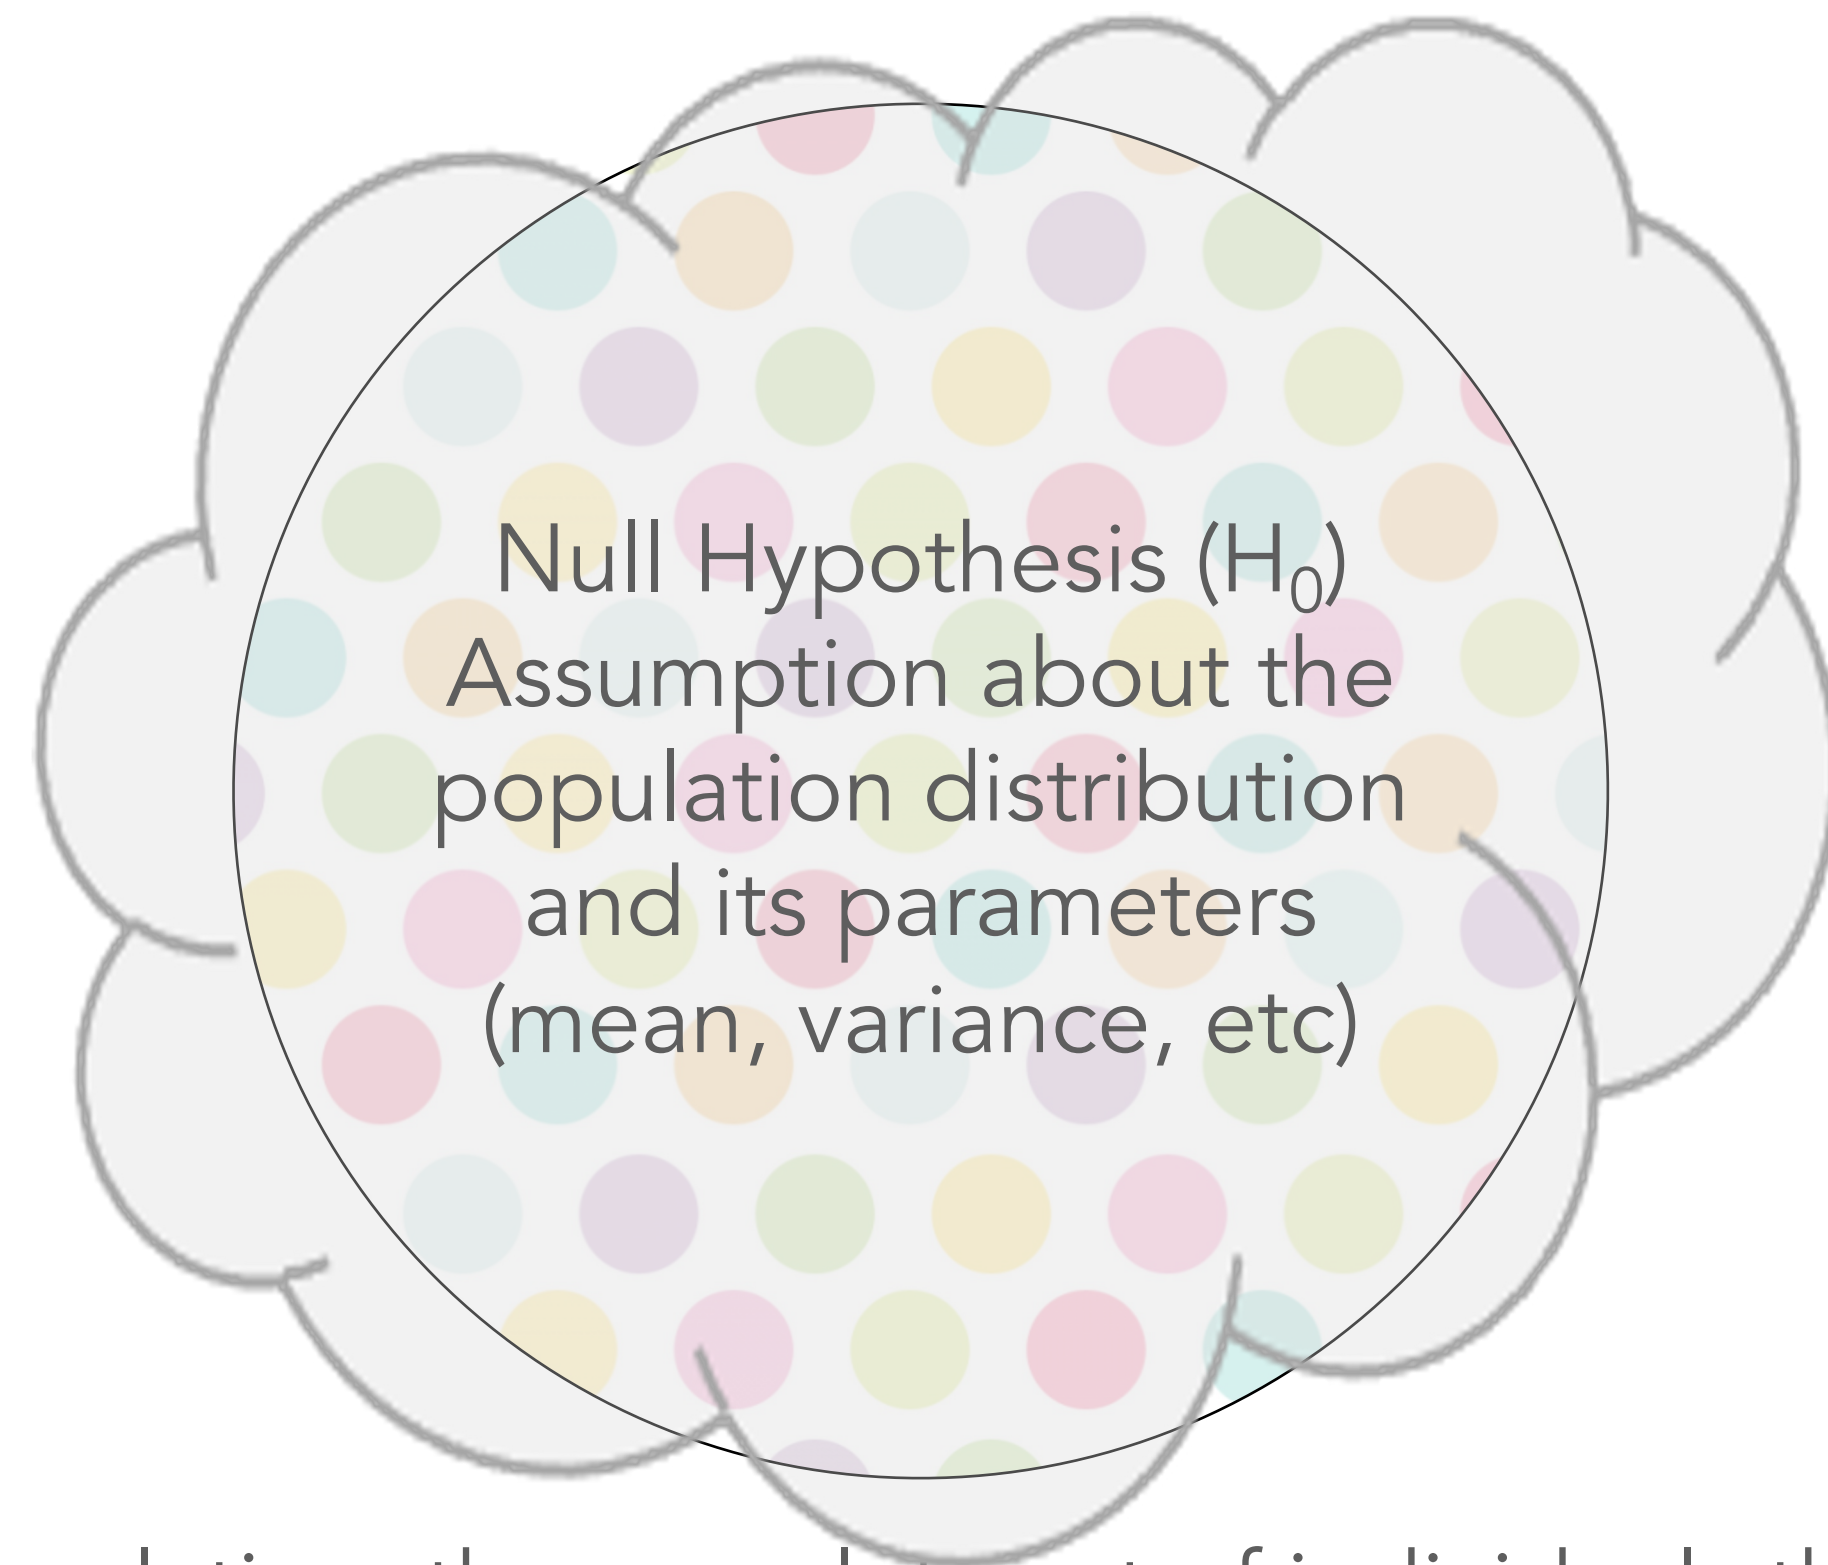 Null Hypothesis (H₀)
Assumption about the
population distribution
and its parameters
(mean, variance, etc)